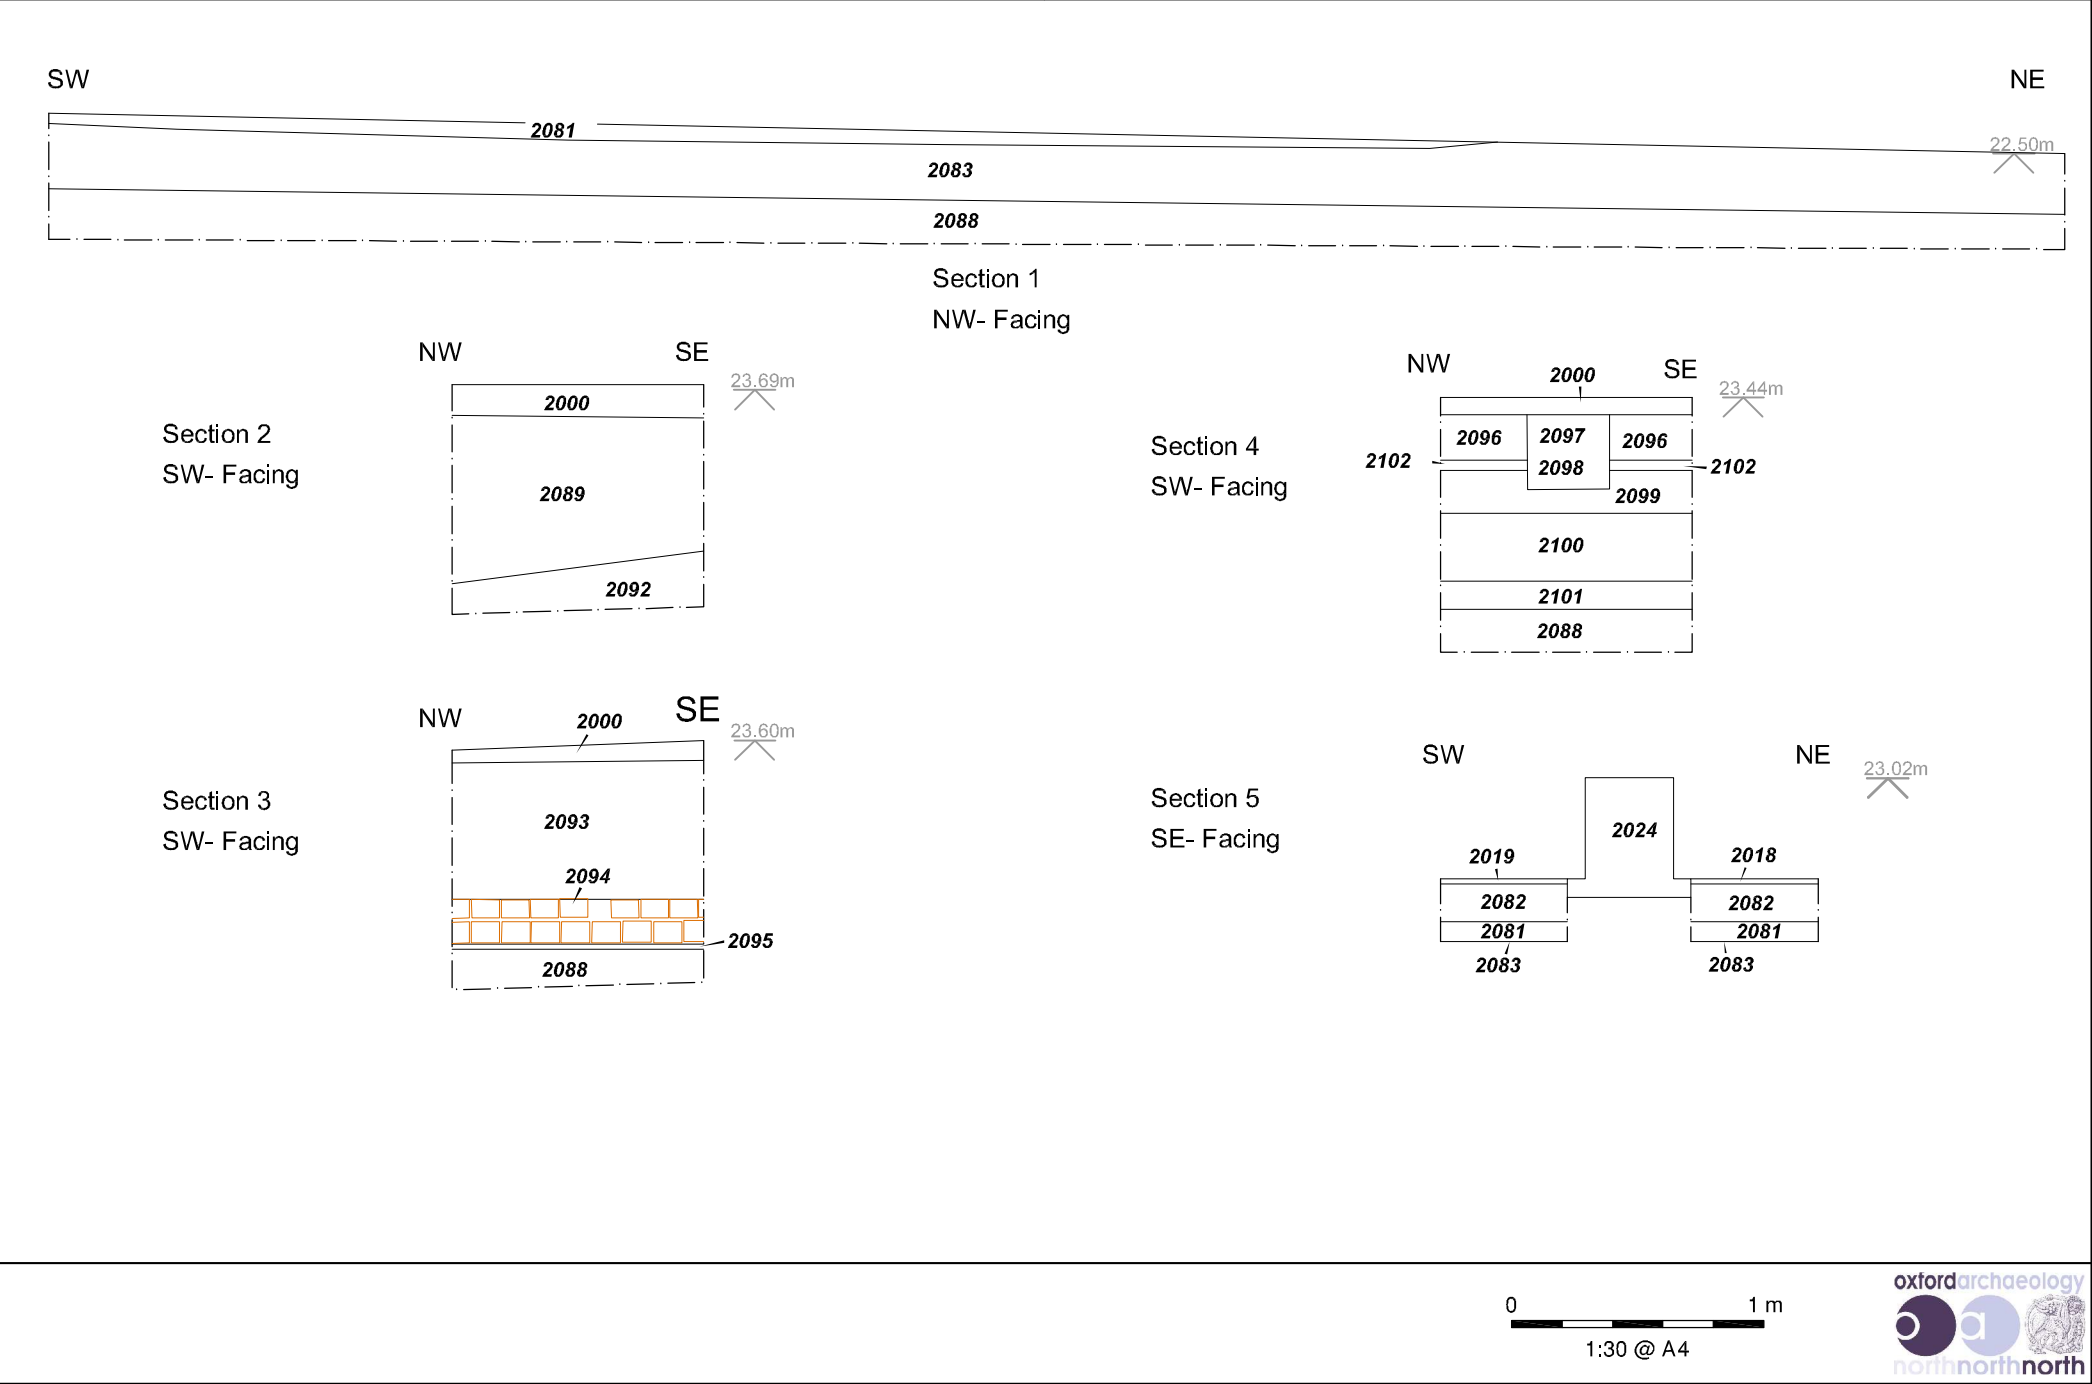 SW
NE
2081
22.50m
2083
2088
Section 1
NW- Facing
NW
SE
23.69m
2000
Section 2
SW- Facing
2089
2092
NW
SE
2000
23.44m
Section 4
SW- Facing
2096
2097
2096
2102
2098
2102
2099
2100
2101
2088
NW
2000
SE
23.60m
Section 3
SW- Facing
2093
2094
2095
2088
SW
NE
23.02m
Section 5
SE- Facing
2024
2019
2018
2082
2082
2081
2081
2083
2083
0
1 m
1:30 @ A4
oxfordarchaeology
oa
northnorthnorth